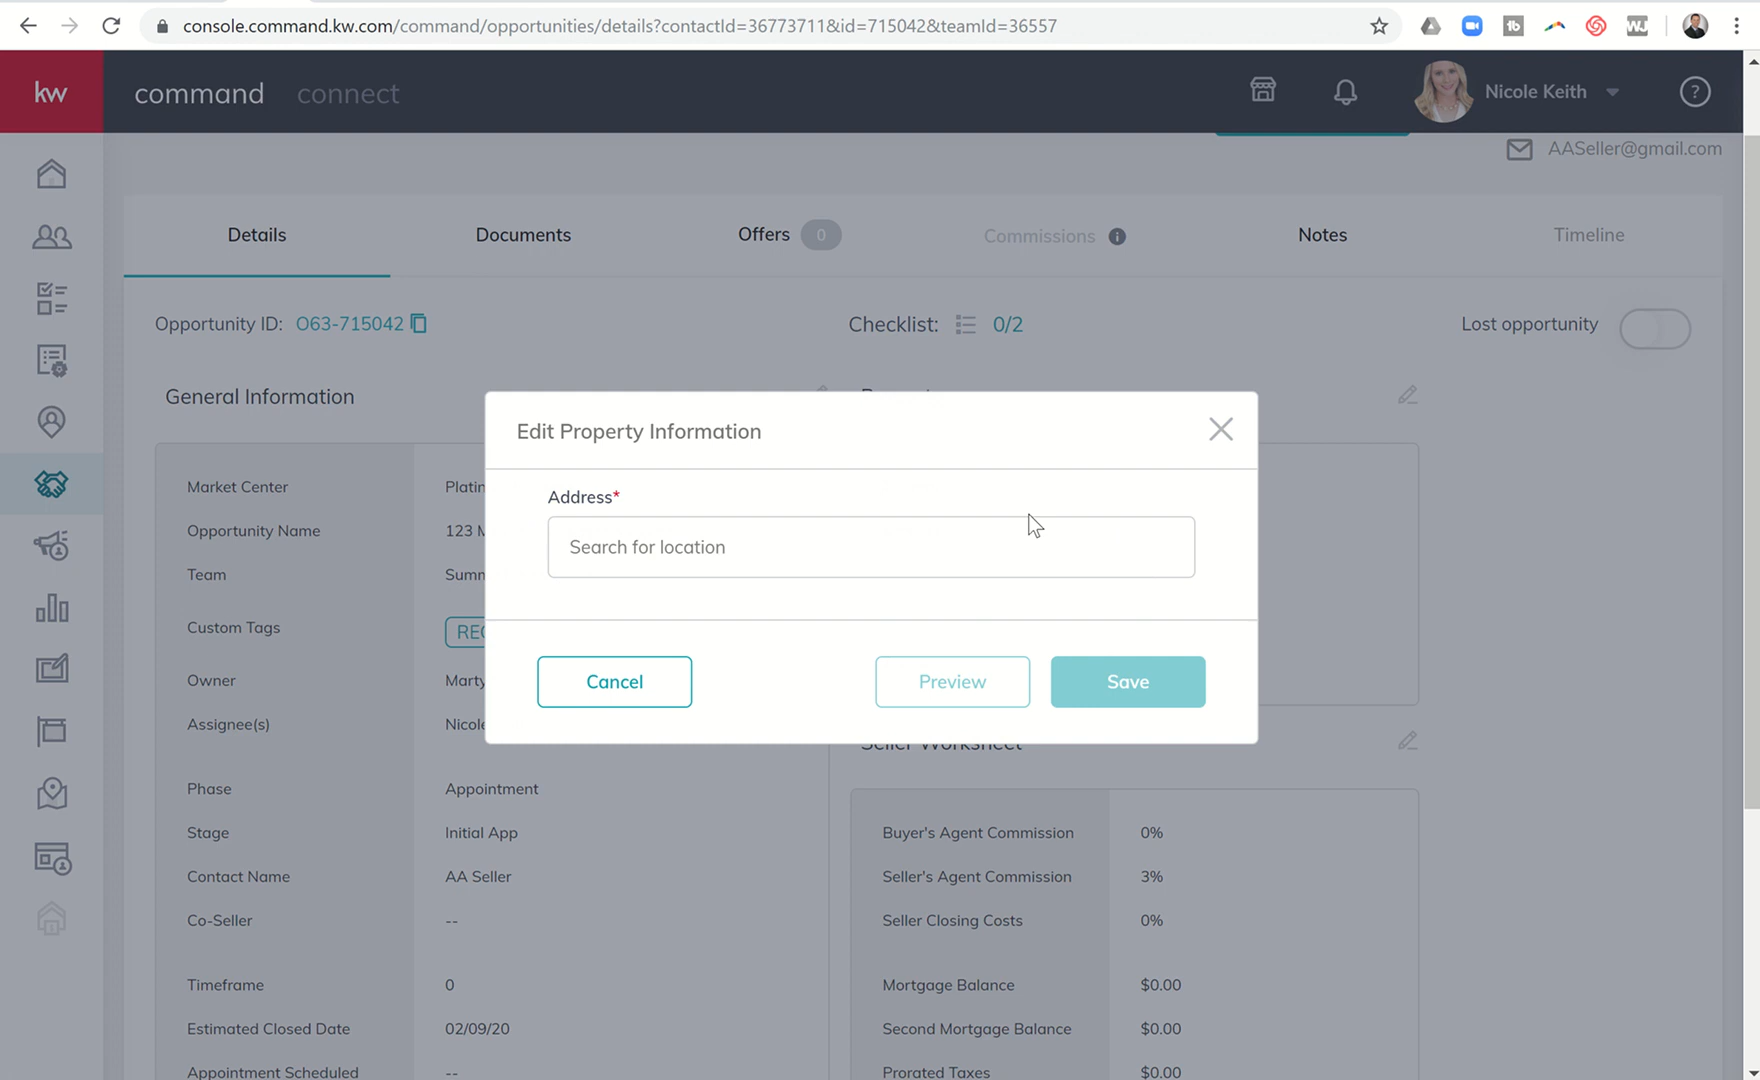 console.command.kw.com/command/opportunities/details?contactId=36773711&id=715042&teamId=36557
kw
command connect
Nicole Keith
?
AASeller@gmail.com
Details Documents Offers 0 Commissions i Notes Timeline
Opportunity ID: O63-715042
Checklist: 0/2
Lost opportunity
General Information
Edit Property Information
Address*
Search for location
Cancel Preview Save
Market Center Platin
Opportunity Name 123 M
Team Summ
Custom Tags
Owner Marty
Assignee(s) Nicole
Phase Appointment
Stage Initial App
Contact Name AA Seller
Co-Seller --
Timeframe 0
Estimated Closed Date 02/09/20
Appointment Scheduled --
Seller Worksheet
Buyer's Agent Commission 0%
Seller's Agent Commission 3%
Seller Closing Costs 0%
Mortgage Balance $0.00
Second Mortgage Balance $0.00
Prorated Taxes $0.00